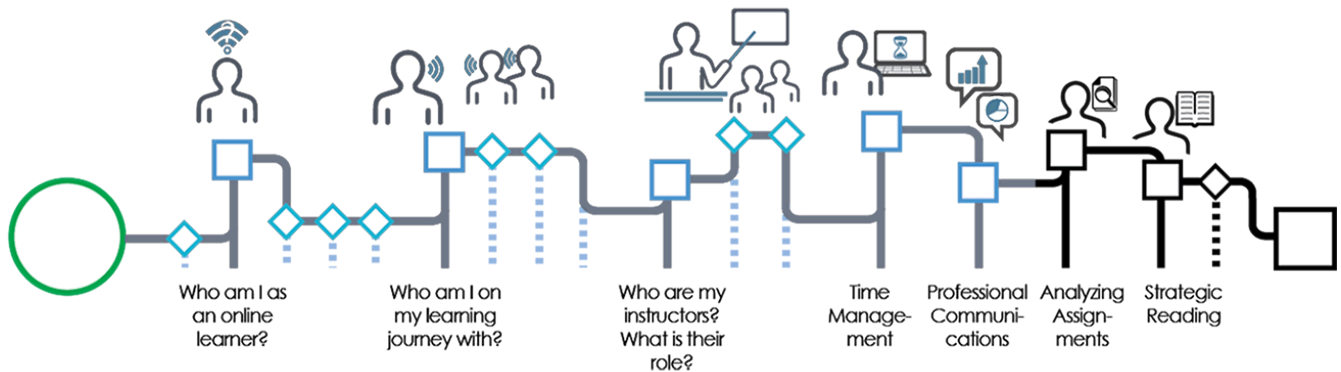 Who am I as
an online
learner?
Who am I on
my learning
journey with?
Who are my
instructors?
What is their
role?
Time
Manage-
ment
Professional
Communi-
cations
Analyzing
Assign-
ments
Strategic
Reading